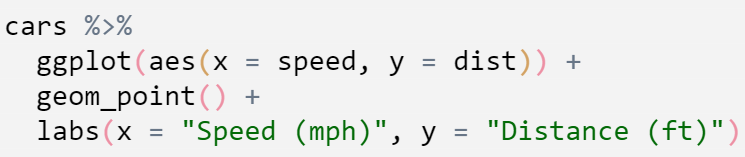 cars %>%
  ggplot(aes(x = speed, y = dist)) +
  geom_point() +
  labs(x = "Speed (mph)", y = "Distance (ft)")